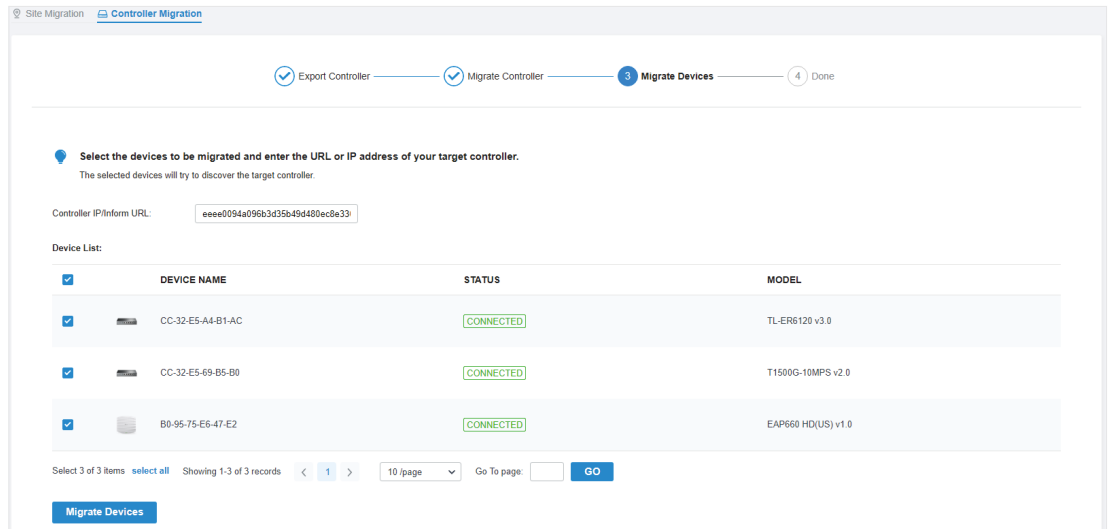 Site Migration Controller Migration
Export Controller Migrate Controller 3 Migrate Devices 4 Done
Select the devices to be migrated and enter the URL or IP address of your target controller.
The selected devices will try to discover the target controller.
Controller IP/Inform URL: eeee0094a096b3d35b49d480ec8e33
Device List:
DEVICE NAME STATUS MODEL
CC-32-E5-A4-B1-AC CONNECTED TL-ER6120 v3.0
CC-32-E5-69-B5-B0 CONNECTED T1500G-10MPS v2.0
B0-95-75-E6-47-E2 CONNECTED EAP660 HD(US) v1.0
Select 3 of 3 items select all Showing 1-3 of 3 records < 1 > 10 /page Go To page: GO
Migrate Devices